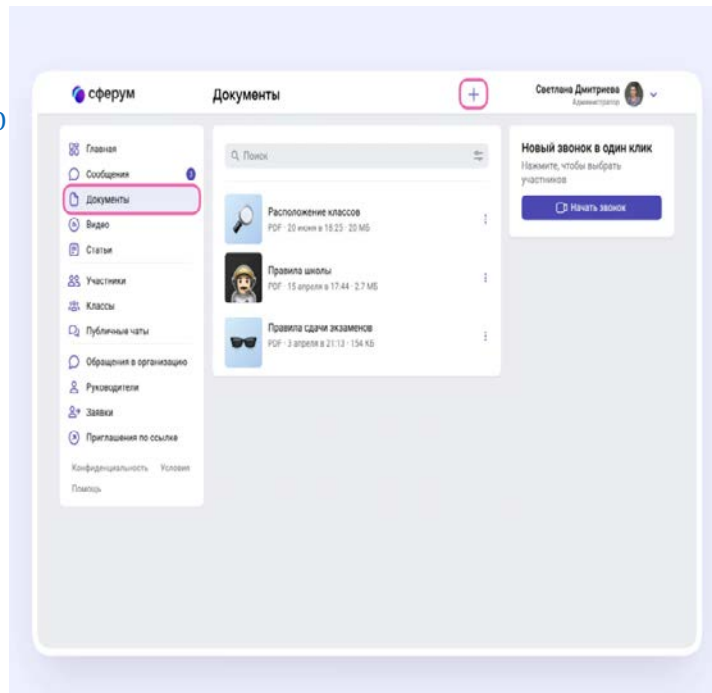 сферум
Документы
Светлана Дмитриева
Администратор
Главная
Сообщения
Документы
Видео
Статьи
Участники
Классы
Публичные чаты
Обращения в организацию
Руководители
Заявки
Приглашения по ссылке
Конфиденциальность Условия
Помощь
Поиск
Расположение классов
PDF · 20 июня в 18:25 · 20 МБ
Правила школы
PDF · 15 апреля в 17:44 · 2.7 МБ
Правила сдачи экзаменов
PDF · 3 апреля в 21:13 · 154 КБ
Новый звонок в один клик
Нажмите, чтобы выбрать
участников
Начать звонок